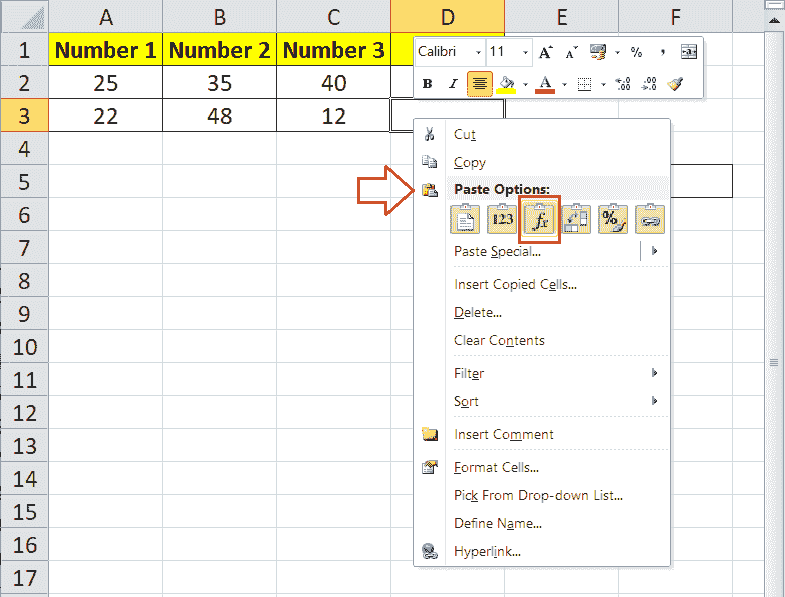 A B C D E F
Calibri 11 A A % ,
1 Number 1 Number 2 Number 3
B I A .00 .00
2 25 35 40
3 22 48 12
4
5
6
7
8
9
10
11
12
13
14
15
16
17
Cut
Copy
Paste Options:
123 fx %
Paste Special...
Insert Copied Cells...
Delete...
Clear Contents
Filter
Sort
Insert Comment
Format Cells...
Pick From Drop-down List...
Define Name...
Hyperlink...